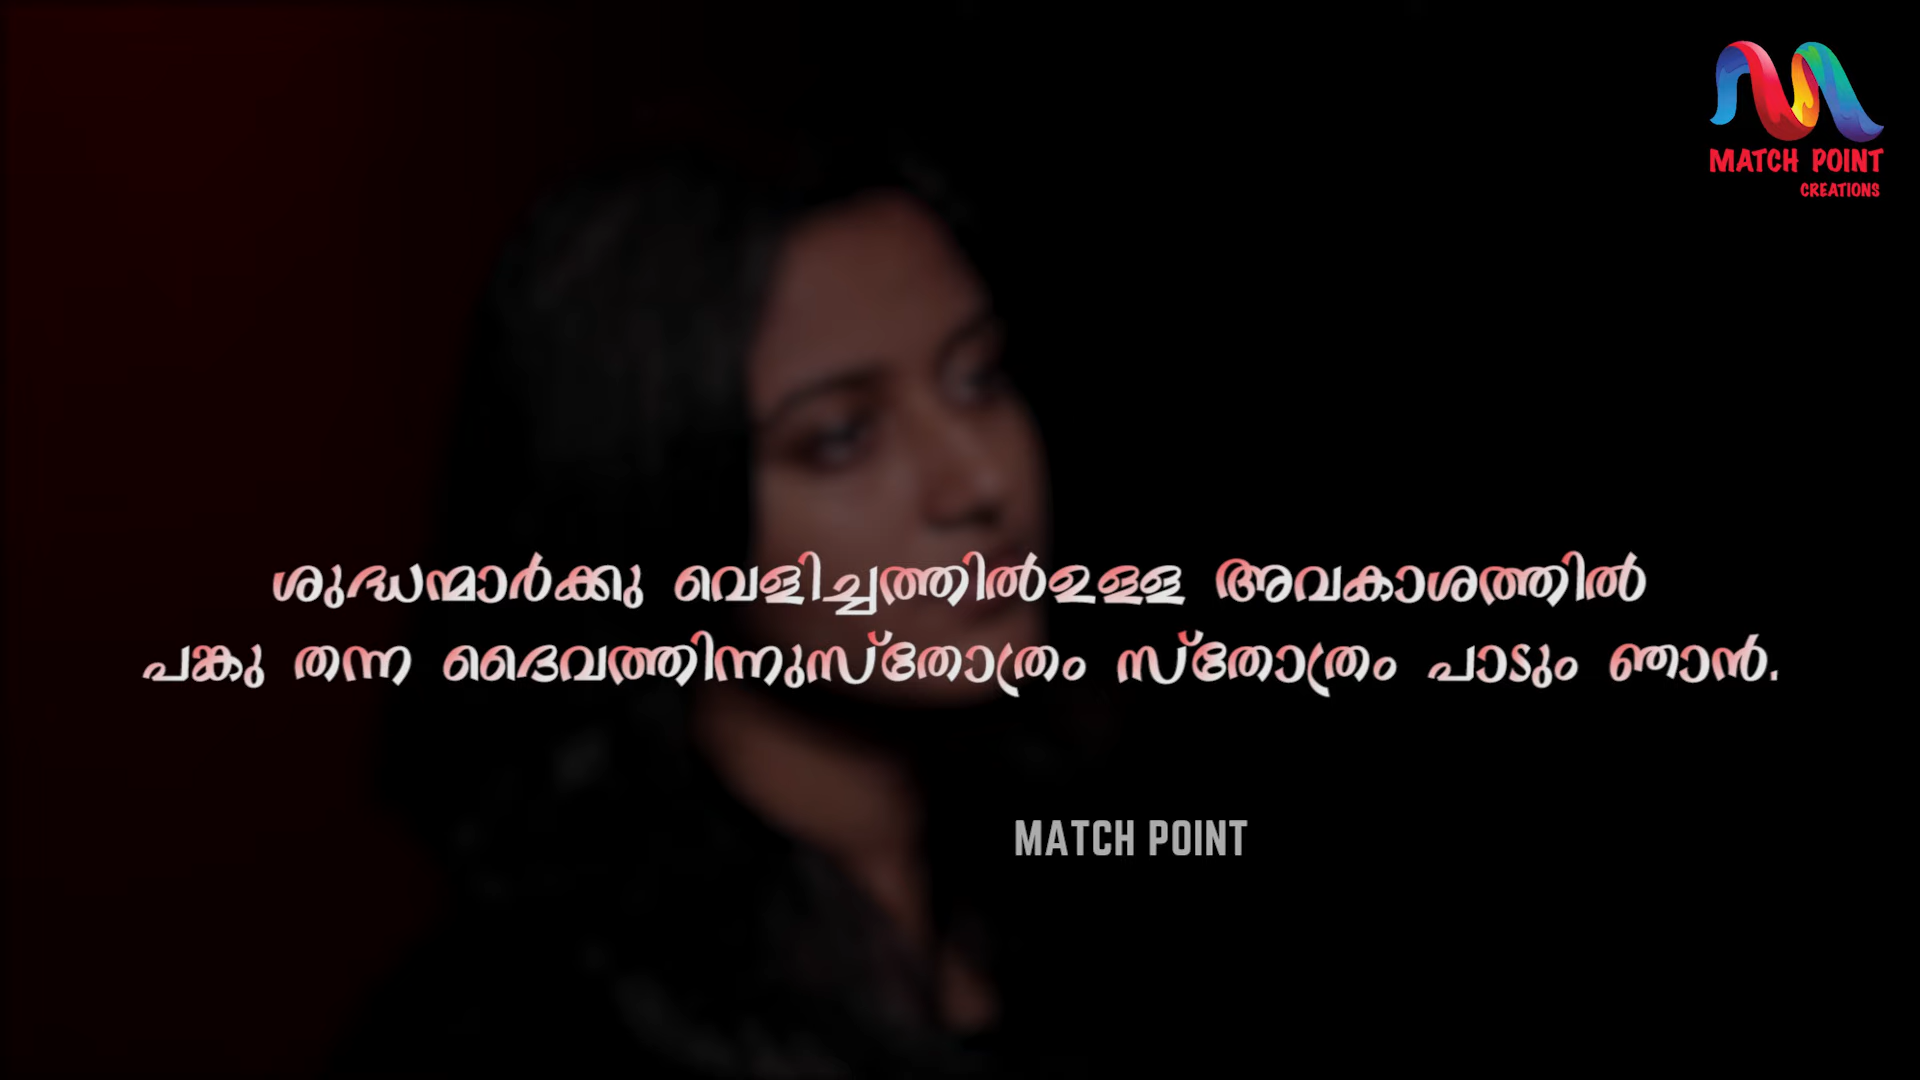 MATCH POINT
CREATIONS
ശുദ്ധന്മാർക്കു വെളിച്ചത്തിൽഉള്ള അവകാശത്തിൽ
പങ്കു തന്ന ദൈവത്തിന്നുസ്തോത്രം സ്തോത്രം പാടും ഞാൻ.
MATCH POINT